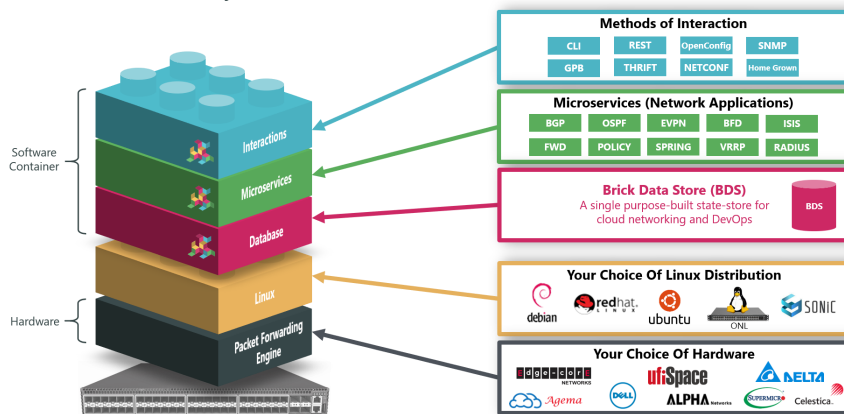 Methods of Interaction
CLI REST OpenConfig SNMP
GPB THRIFT NETCONF Home Grown
Microservices (Network Applications)
BGP OSPF EVPN BFD ISIS
FWD POLICY SPRING VRRP RADIUS
Brick Data Store (BDS)
A single purpose-built state-store for
cloud networking and DevOps
BDS
Your Choice Of Linux Distribution
debian
redhat.
LINUX
ubuntu
ONL
SONiC
Your Choice Of Hardware
Edge-corE
NETWORKS
ufiSpace
DELTA
Agema
DELL
ALPHA Networks
SUPERMICRO
Celestica
Software
Container
Hardware
Interactions
Microservices
Database
Linux
Packet Forwarding
Engine